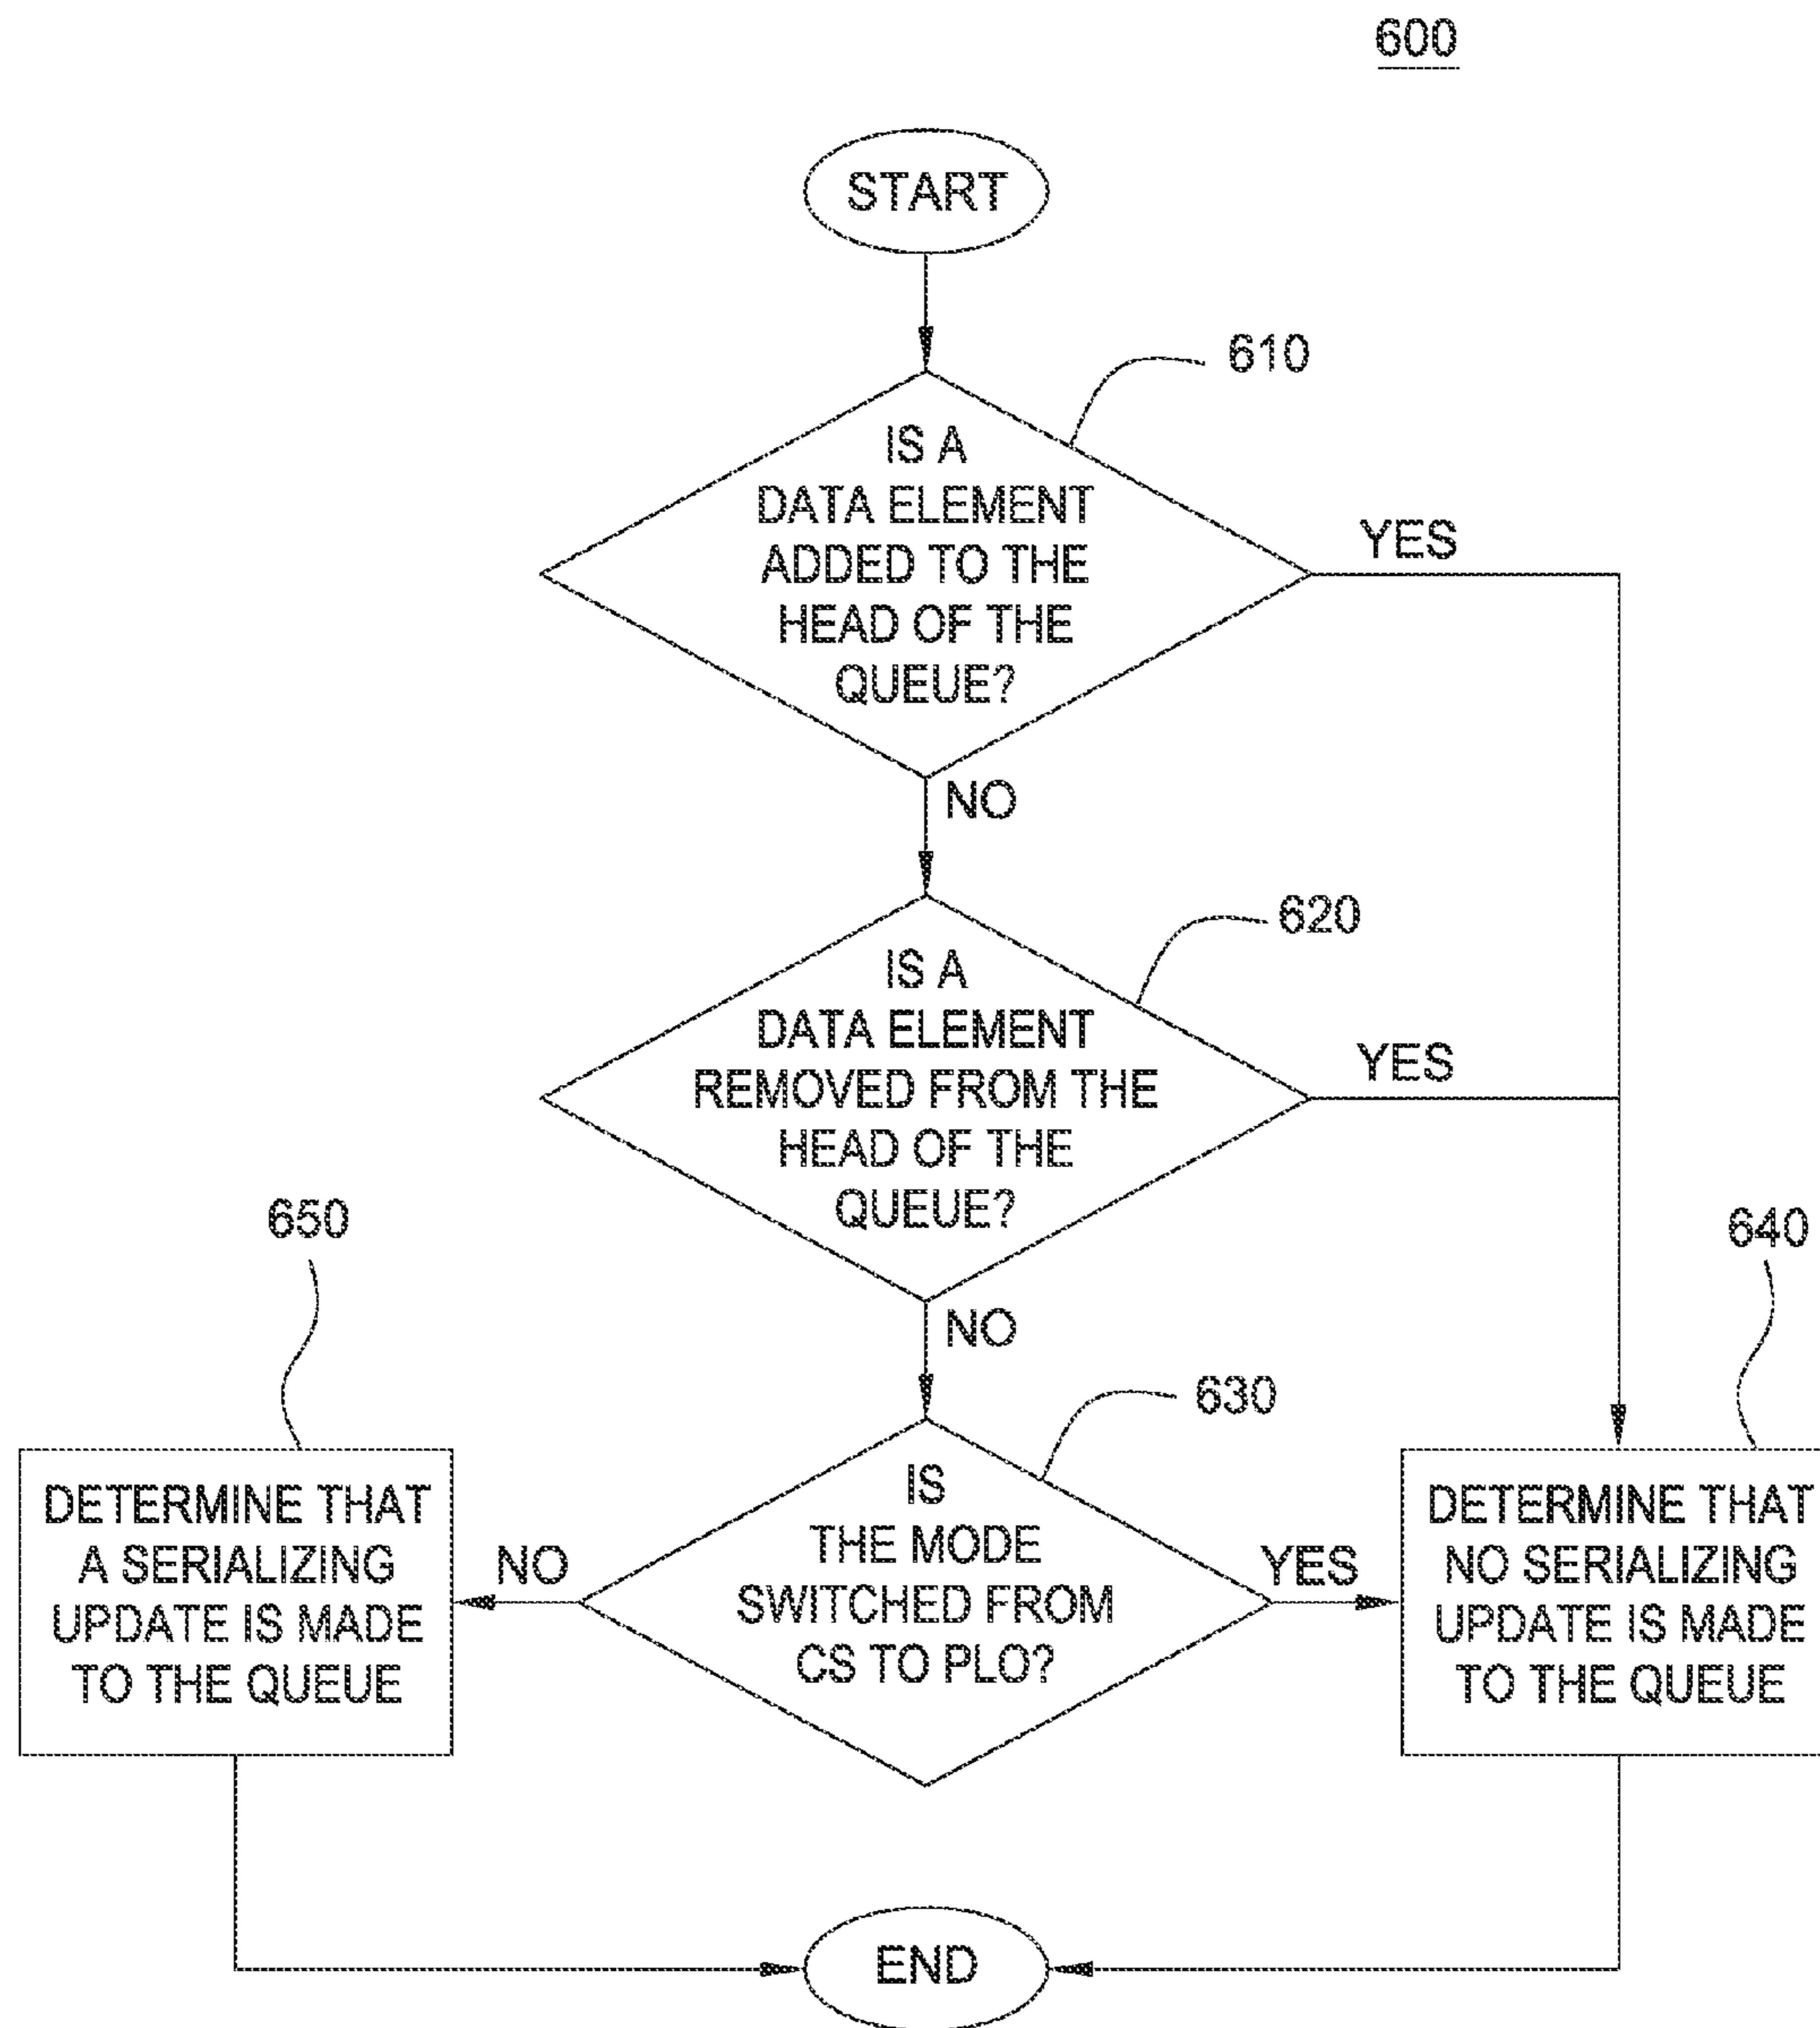 600
START
610
IS A
DATA ELEMENT
ADDED TO THE
HEAD OF THE
QUEUE?
YES
NO
620
IS A
DATA ELEMENT
REMOVED FROM THE
HEAD OF THE
QUEUE?
YES
NO
650
640
630
DETERMINE THAT
A SERIALIZING
UPDATE IS MADE
TO THE QUEUE
NO
IS
THE MODE
SWITCHED FROM
CS TO PLO?
YES
DETERMINE THAT
NO SERIALIZING
UPDATE IS MADE
TO THE QUEUE
END